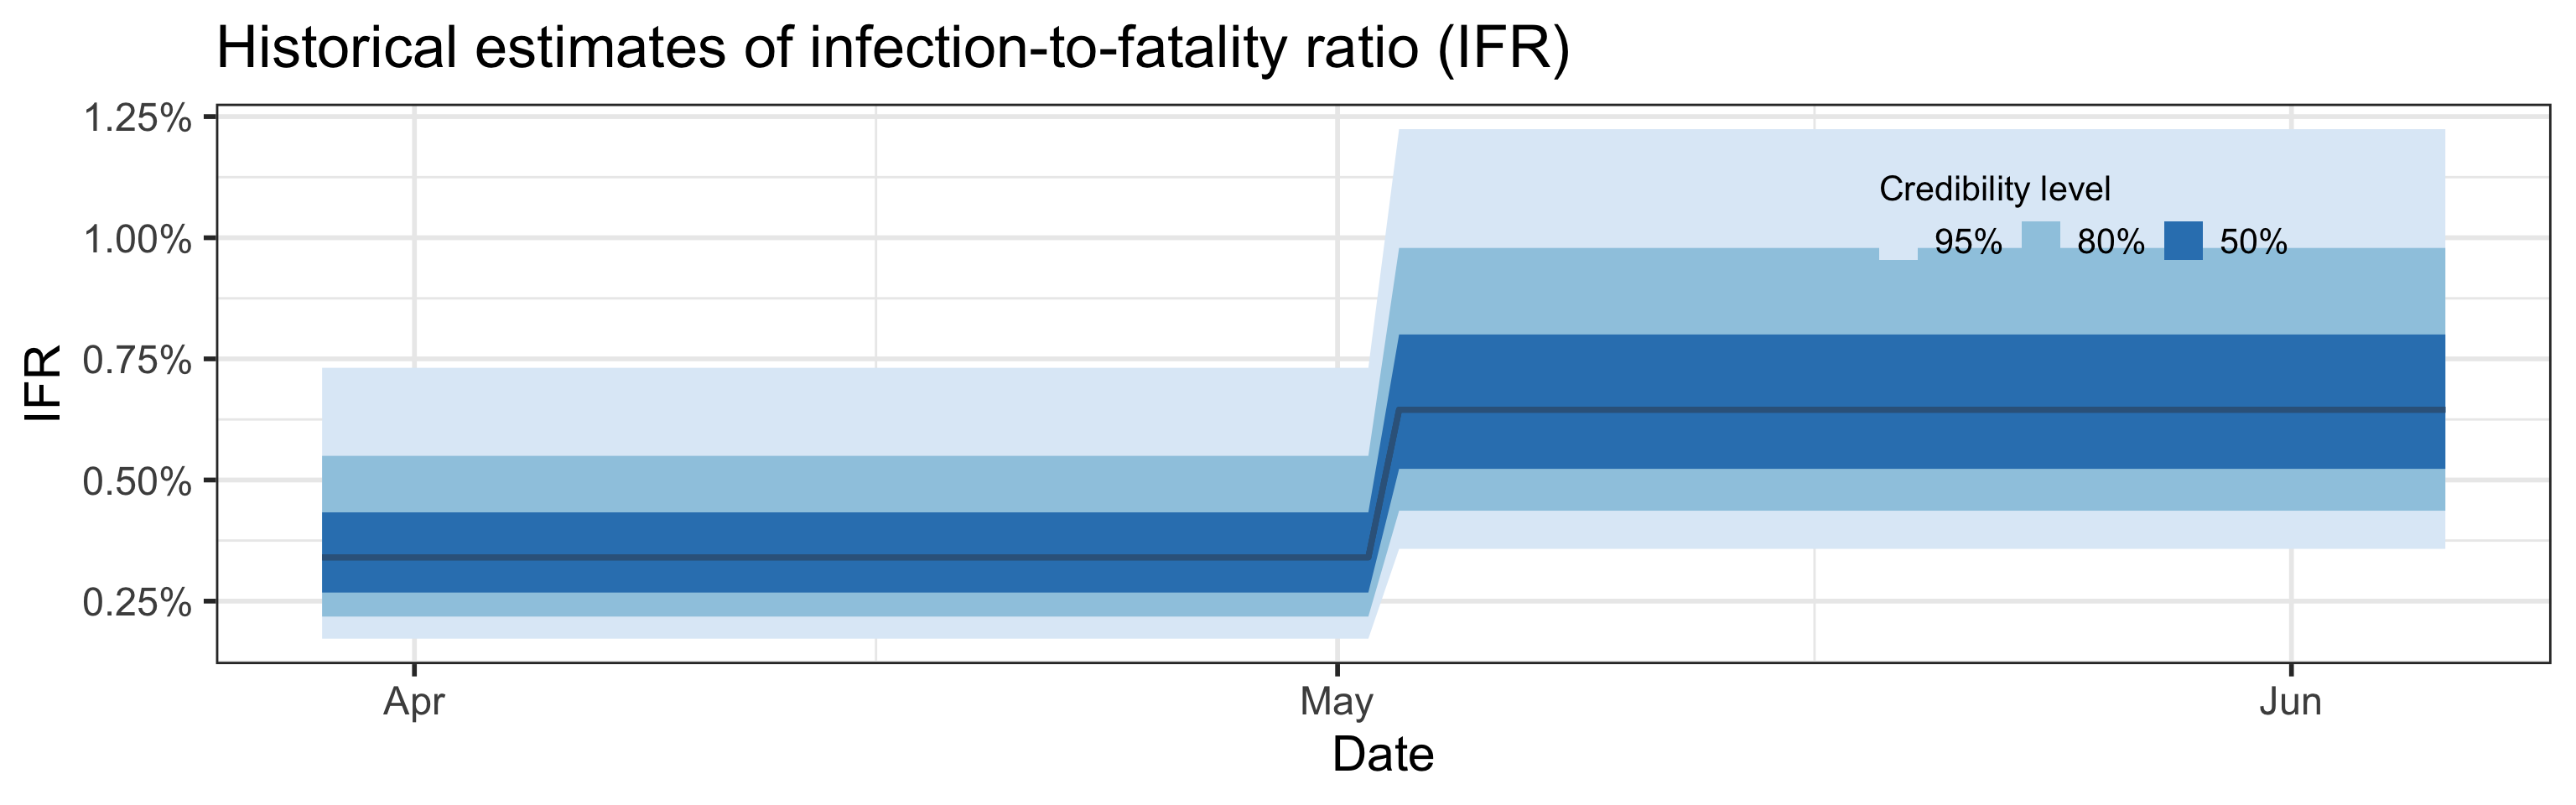 Historical estimates of infection-to-fatality ratio (IFR)
1.25%
1.00%
0.75%
0.50%
0.25%
IFR
Credibility level
95% 80% 50%
Apr May Jun
Date